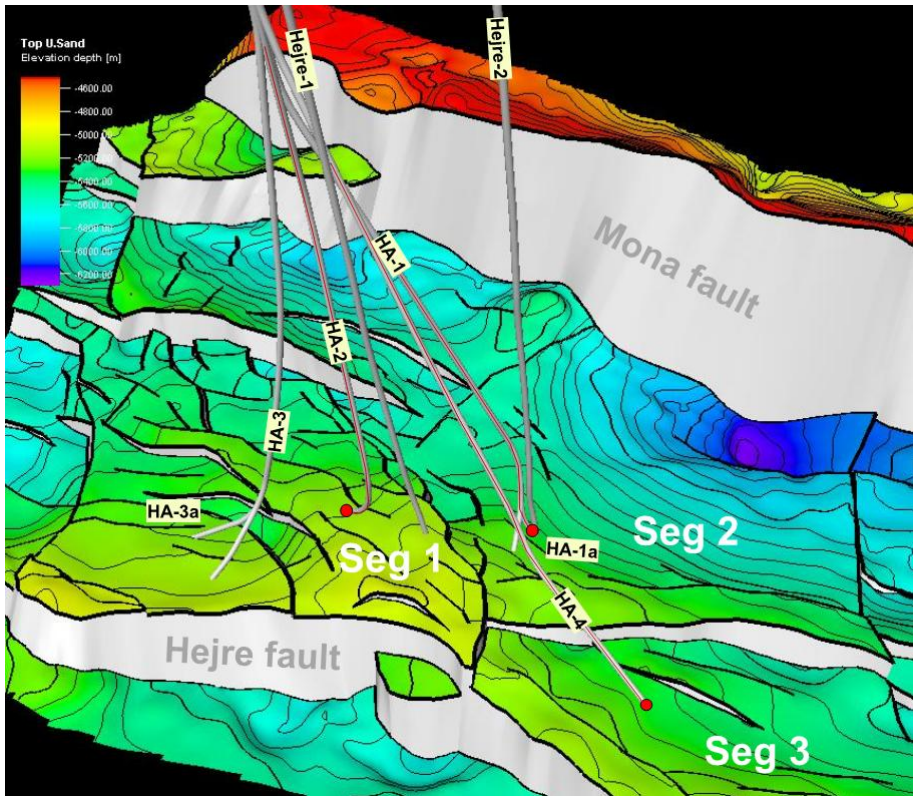 Top U.Sand
Elevation depth [m]
-4600.00
-4800.00
-5000.00
-5200.00
-5400.00
-5600.00
-5800.00
-6000.00
-6200.00
Hejre-1
Hejre-2
Mona fault
HA-1
HA-2
HA-3
HA-3a
Seg 1
Seg 2
HA-1a
HA-4
Hejre fault
Seg 3